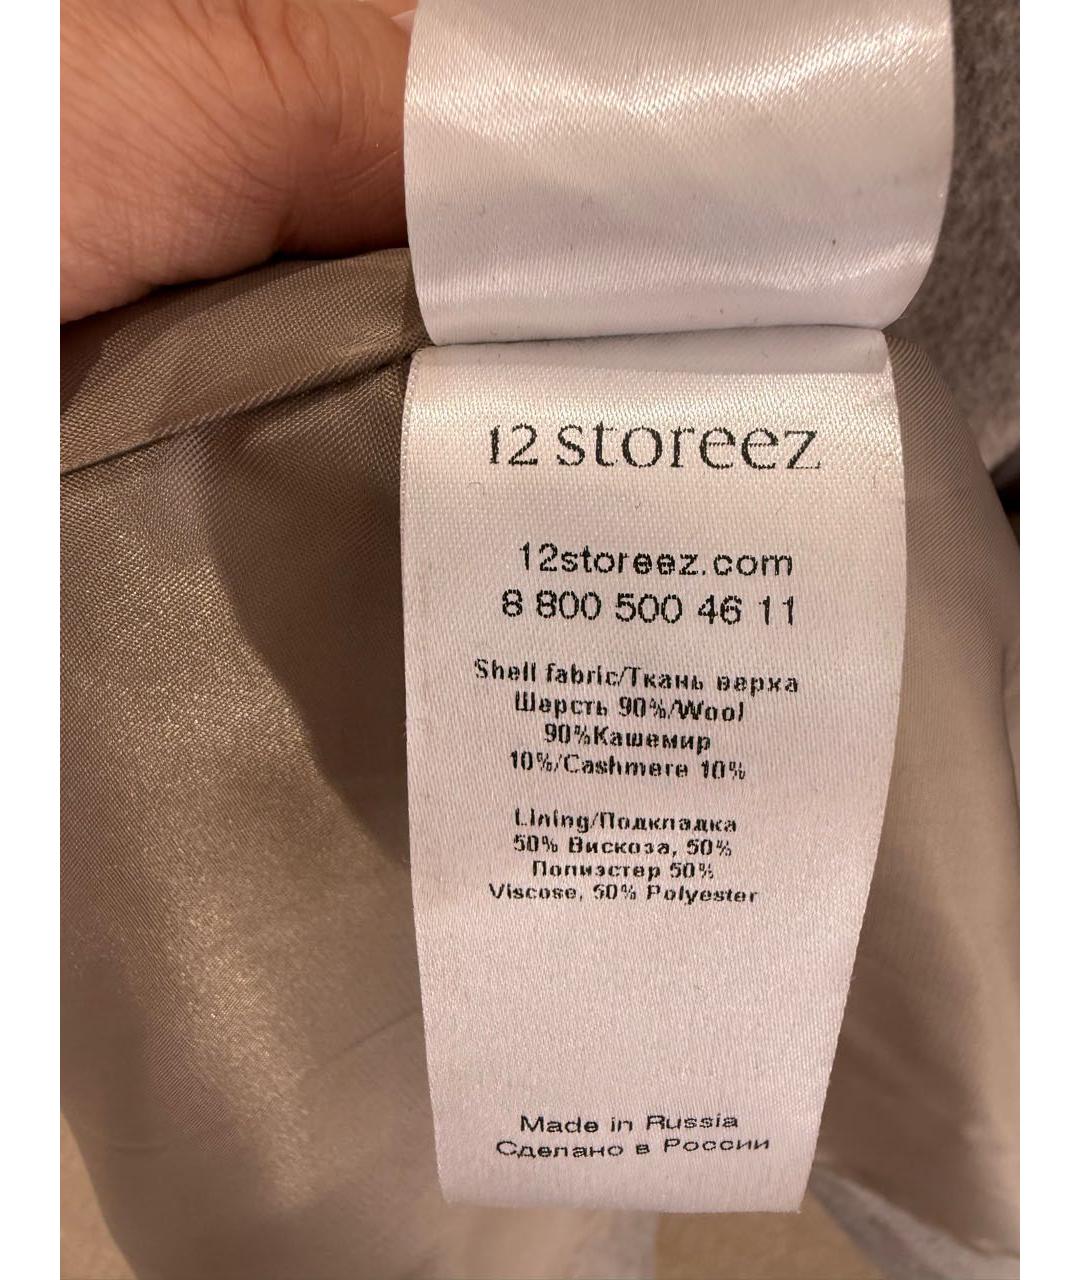 12 storeez
12storeez.com
8 800 500 46 11
Shell fabric/Ткань верха
Шерсть 90%/Wool
90%Кашемир
10%/Cashmere 10%
Lining/Подкладка
50% Вискоза, 50%
Полиэстер 50%
Viscose, 50% Polyester
Made in Russia
Сделано в России